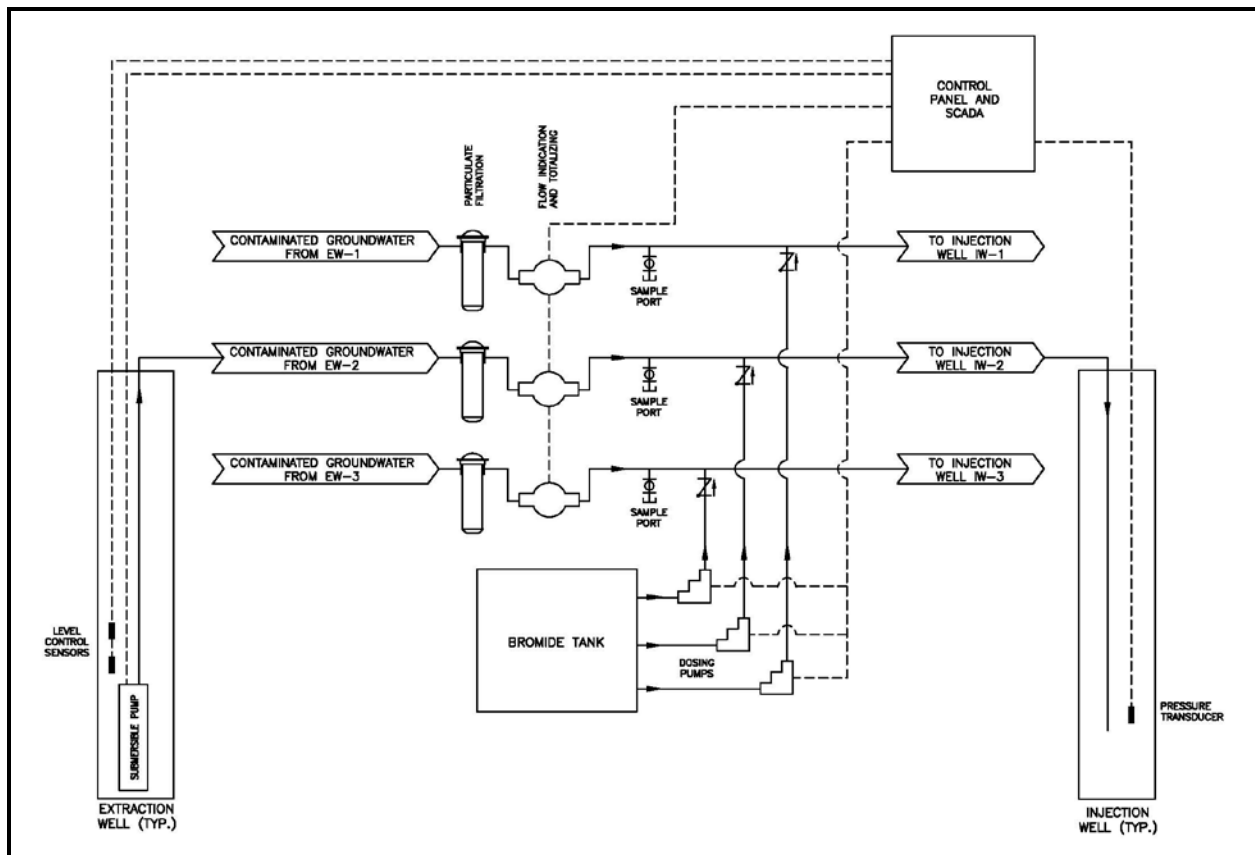 CONTROL
PANEL AND
SCADA
PARTICULATE
FILTRATION
FLOW INDICATION
AND TOTALIZING
CONTAMINATED GROUNDWATER
FROM EW-1
SAMPLE
PORT
TO INJECTION
WELL IW-1
CONTAMINATED GROUNDWATER
FROM EW-2
SAMPLE
PORT
TO INJECTION
WELL IW-2
CONTAMINATED GROUNDWATER
FROM EW-3
SAMPLE
PORT
TO INJECTION
WELL IW-3
LEVEL
CONTROL
SENSORS
SUBMERSIBLE PUMP
BROMIDE TANK
DOSING
PUMPS
PRESSURE
TRANSDUCER
EXTRACTION
WELL (TYP.)
INJECTION
WELL (TYP.)